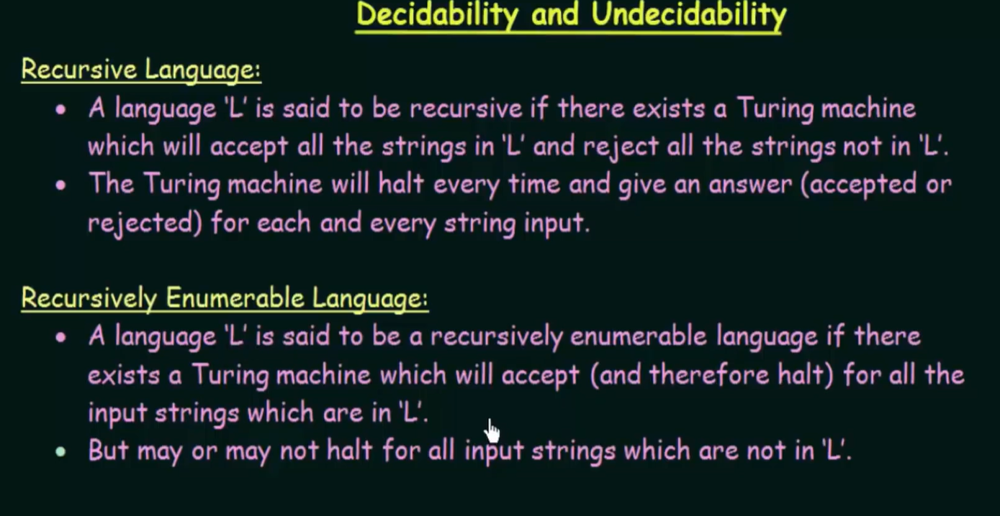 Decidability and Undecidability
Recursive Language:
• A language 'L' is said to be recursive if there exists a Turing machine
which will accept all the strings in 'L' and reject all the strings not in 'L'.
• The Turing machine will halt every time and give an answer (accepted or
rejected) for each and every string input.
Recursively Enumerable Language:
• A language 'L' is said to be a recursively enumerable language if there
exists a Turing machine which will accept (and therefore halt) for all the
input strings which are in 'L'.
• But may or may not halt for all input strings which are not in 'L'.